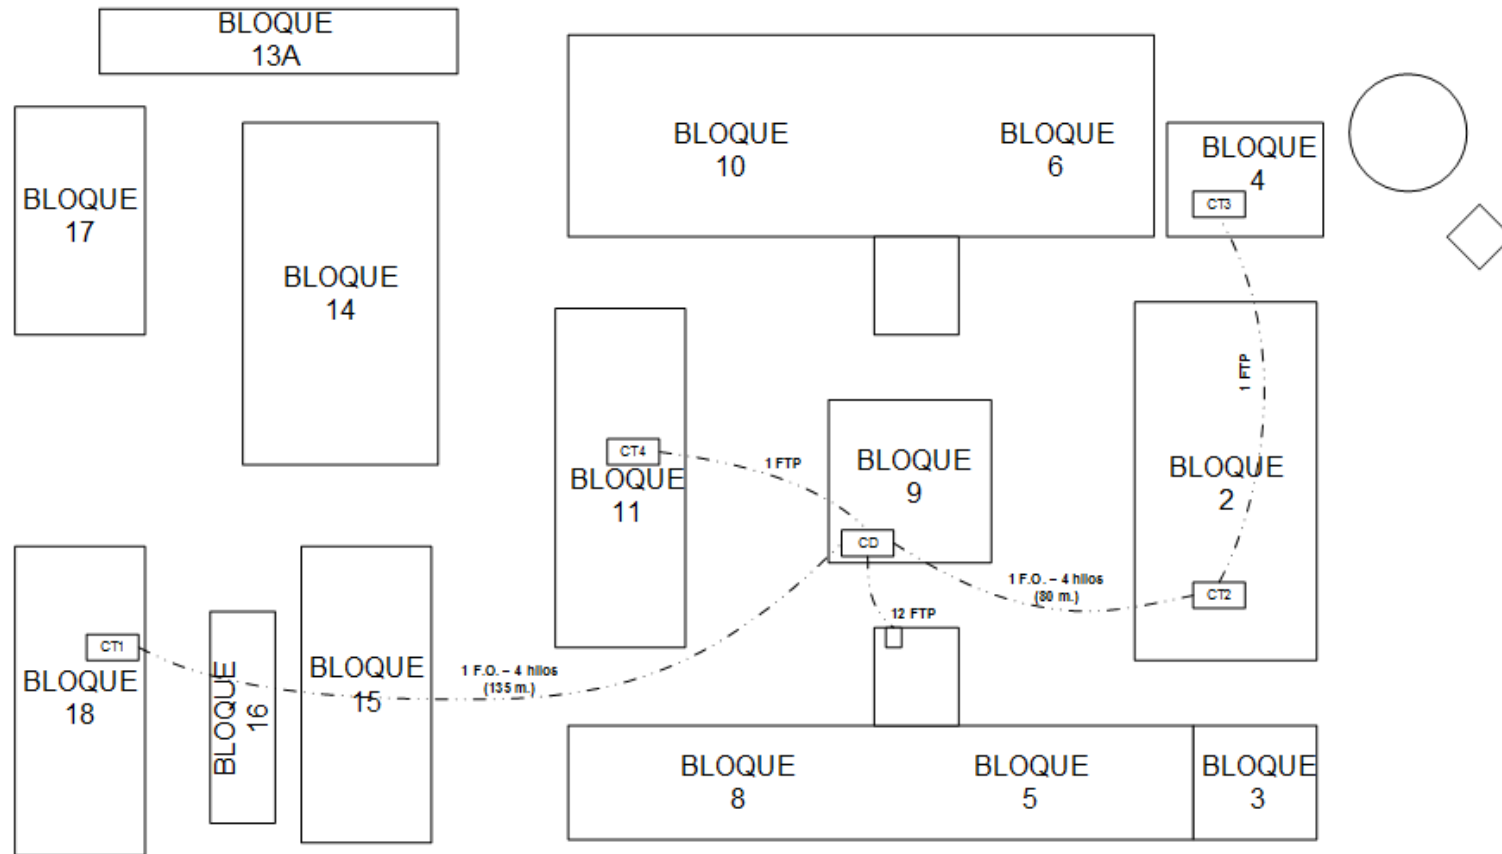 BLOQUE
13A
BLOQUE
10
BLOQUE
6
BLOQUE
4
CT3
BLOQUE
17
BLOQUE
14
1 FTP
CT4
BLOQUE
11
1 FTP
BLOQUE
9
CD
BLOQUE
2
1 F.O. – 4 hilos
(80 m.)
CT2
12 FTP
CT1
BLOQUE
18
BLOQUE
16
BLOQUE
15
1 F.O. – 4 hilos
(135 m.)
BLOQUE
8
BLOQUE
5
BLOQUE
3